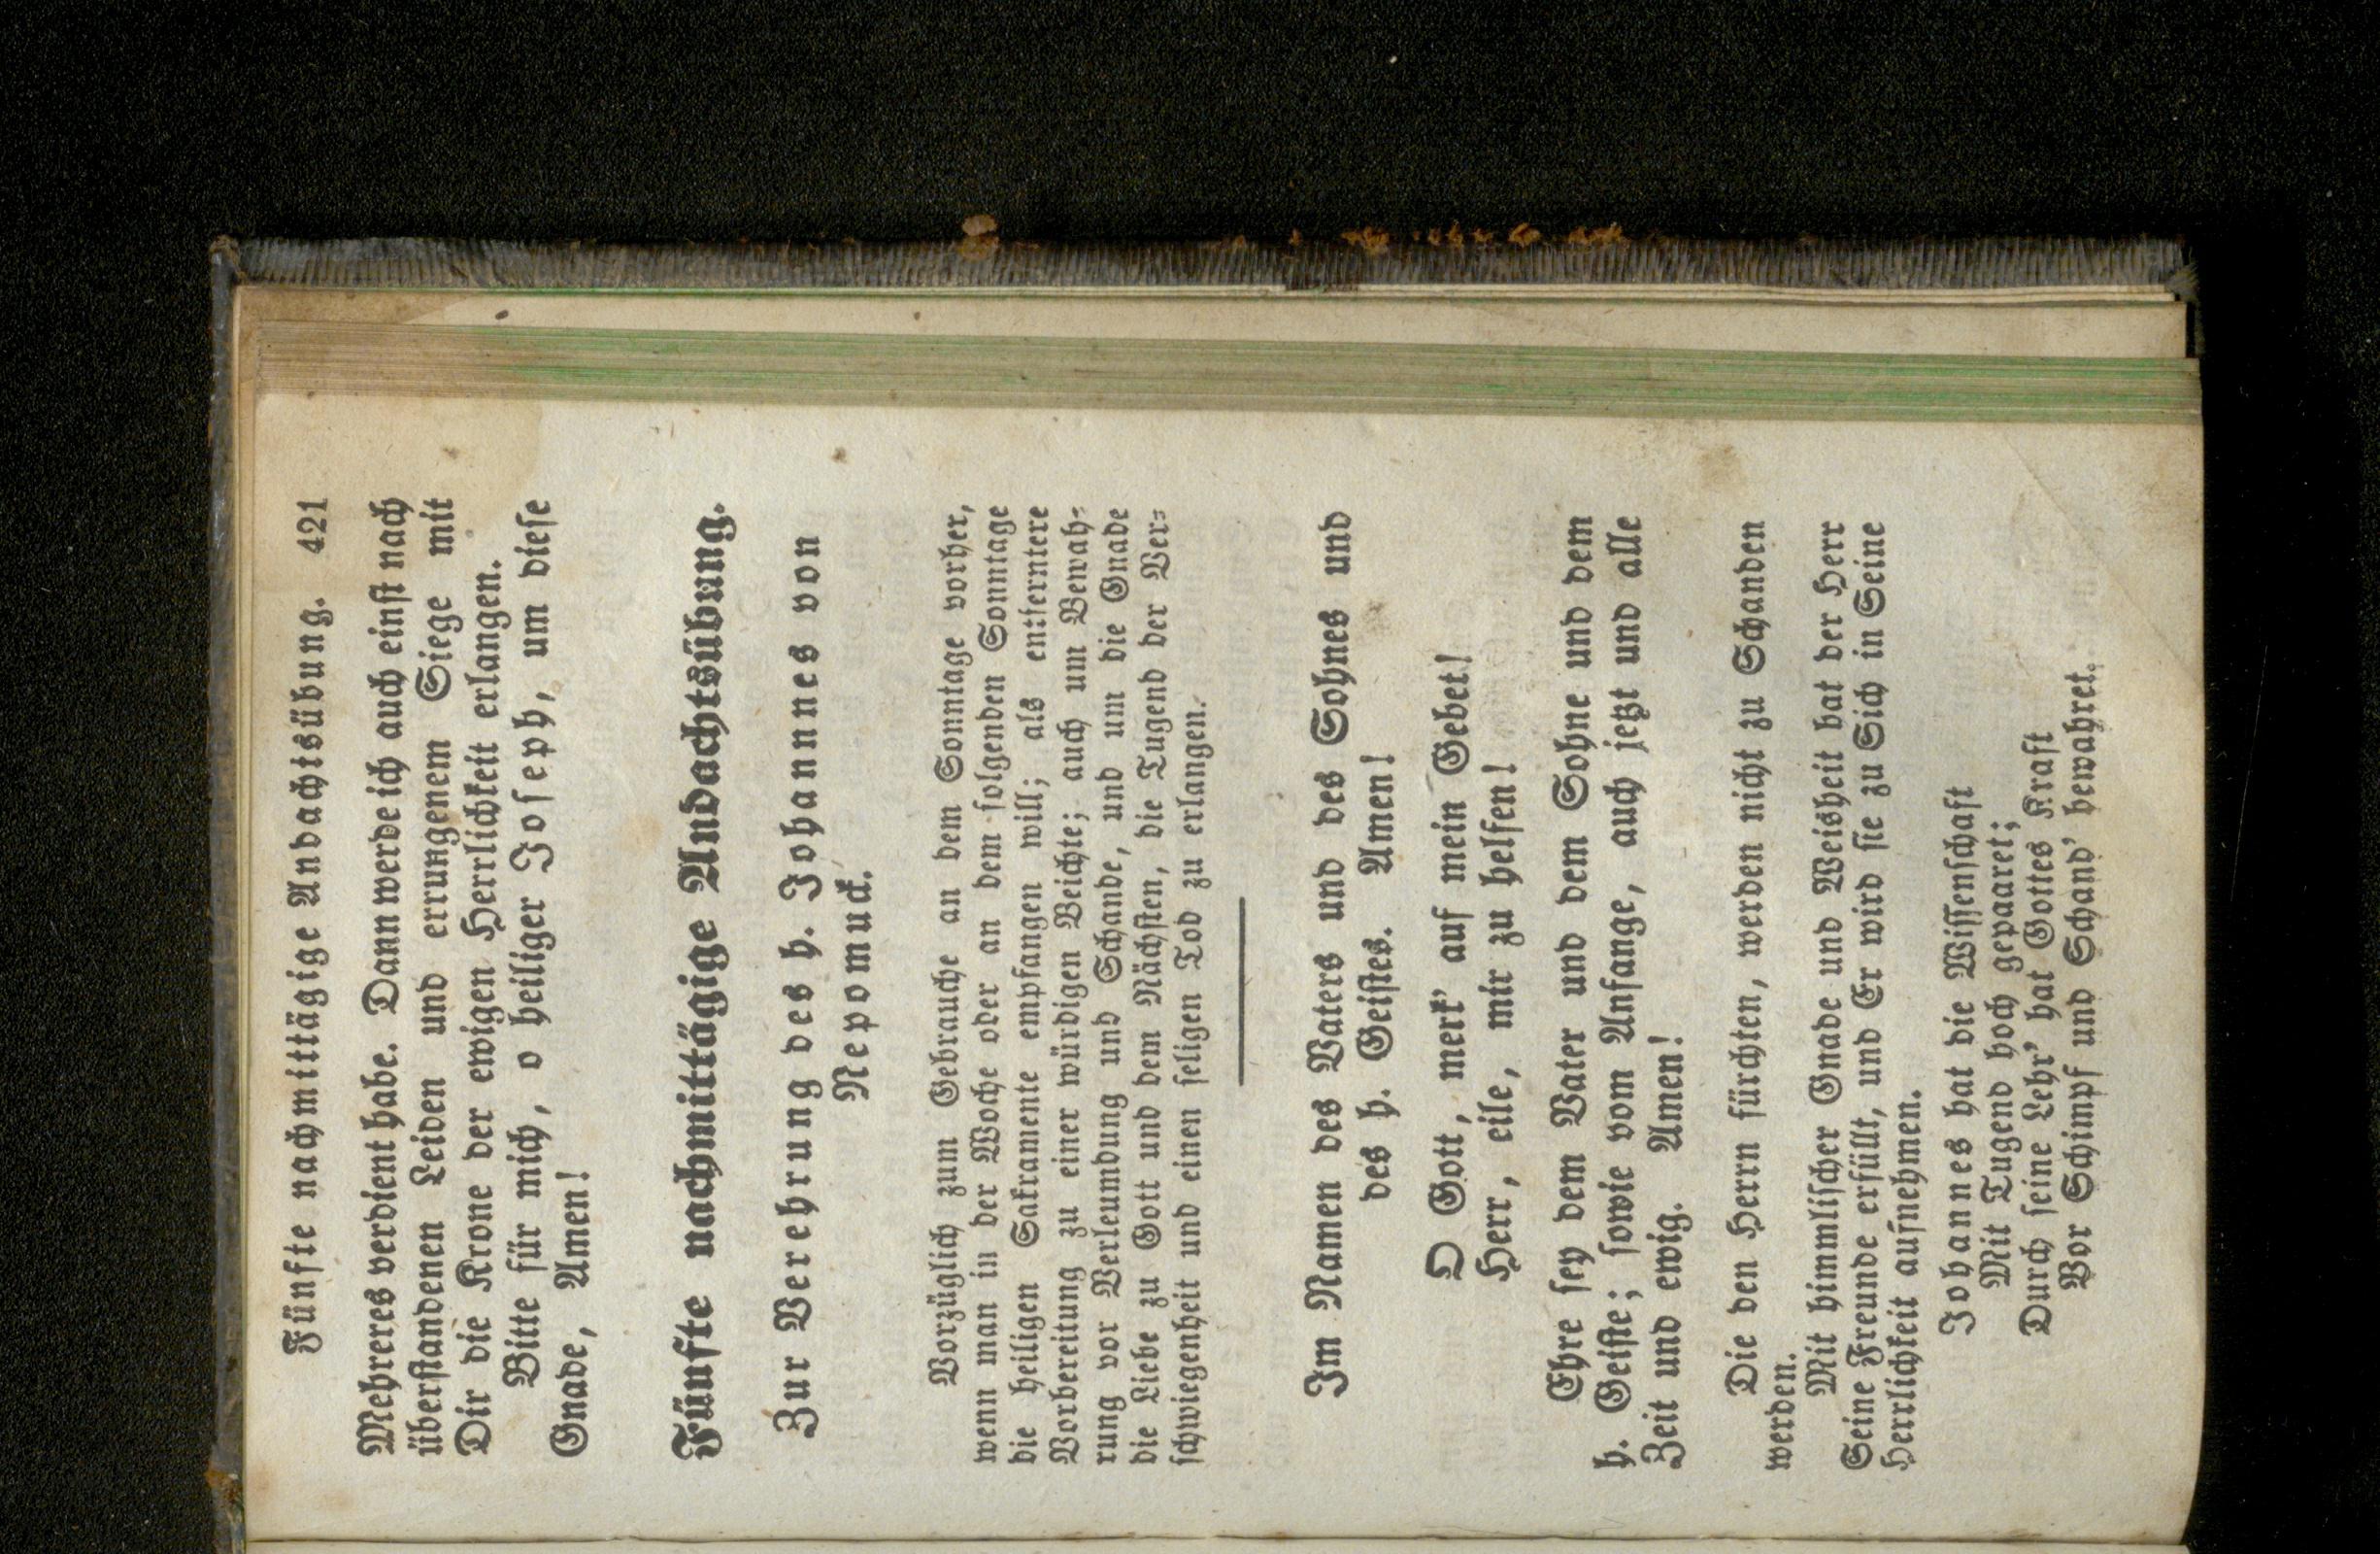 Fünfte nachmittägige Andachtsübung. 421
Mehreres verdient habe. Dann werde ich auch einst nach
überstandenen Leiden und errungenem Siege mit
Dir die Krone der ewigen Herrlichkeit erlangen.
Bitte für mich, o heiliger Joseph, um diese
Gnade, Amen!
Fünfte nachmittägige Andachtsübung.
Zur Verehrung des h. Johannes von
Nepomuck.
Vorzüglich zum Gebrauche an dem Sonntage vorher,
wenn man in der Woche oder an dem folgenden Sonntage
die heiligen Sakramente empfangen will; als entferntere
Vorbereitung zu einer würdigen Beichte; auch um Bewah-
rung vor Verleumdung und Schande, und um die Gnade
die Liebe zu Gott und dem Nächsten, die Tugend der Ver-
schwiegenheit und einen seligen Tod zu erlangen.
Im Namen des Vaters und des Sohnes und
des h. Geistes. Amen!
O Gott, merk' auf mein Gebet!
Herr, eile, mir zu helfen!
Ehre sey dem Vater und dem Sohne und dem
h. Geiste; sowie vom Anfange, auch jetzt und alle
Zeit und ewig. Amen!
Die den Herrn fürchten, werden nicht zu Schanden
werden.
Mit himmlischer Gnade und Weisheit hat der Herr
Seine Freunde erfüllt, und Er wird sie zu Sich in Seine
Herrlichkeit aufnehmen.
Johannes hat die Wissenschaft
Mit Tugend hoch gepaaret;
Durch seine Lehr' hat Gottes Kraft
Vor Schimpf und Schand' bewahret.